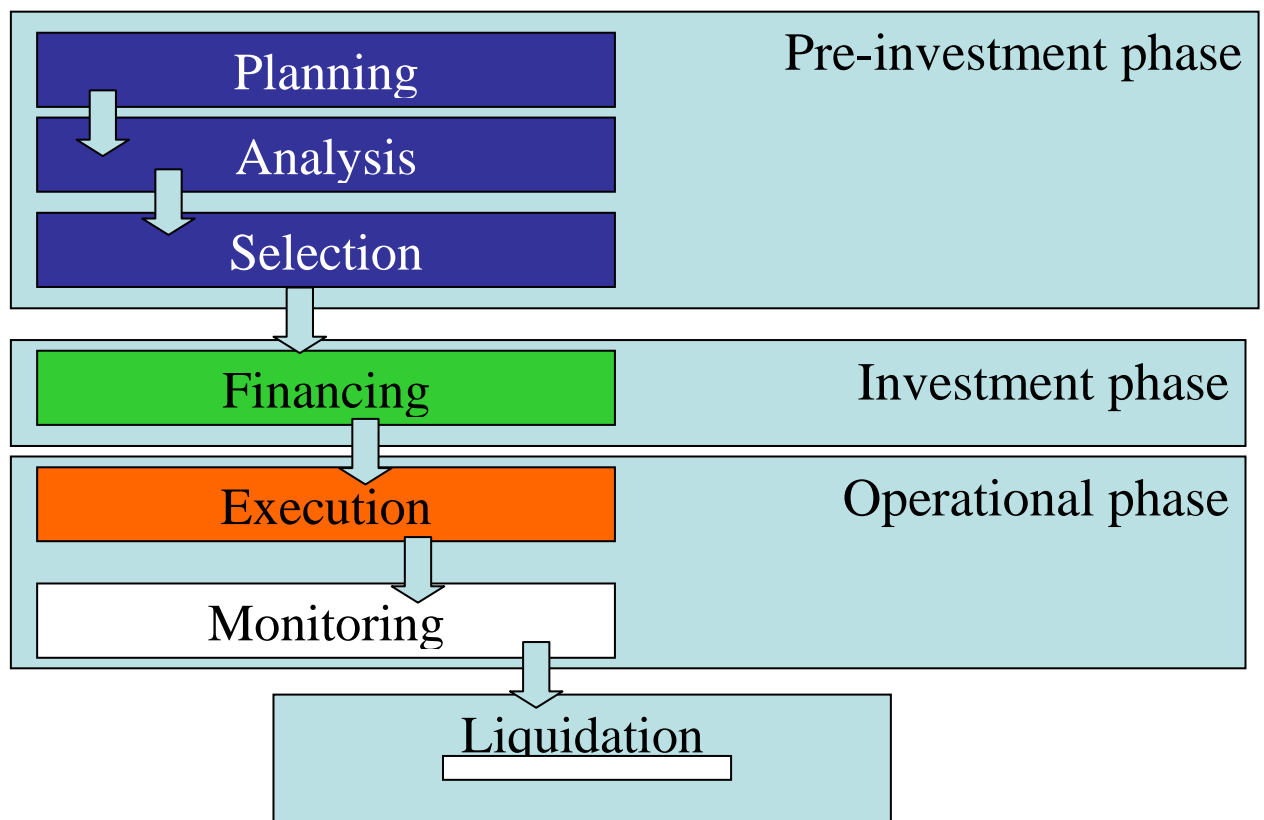 Pre-investment phase
Planning
Analysis
Selection
Investment phase
Financing
Operational phase
Execution
Monitoring
Liquidation